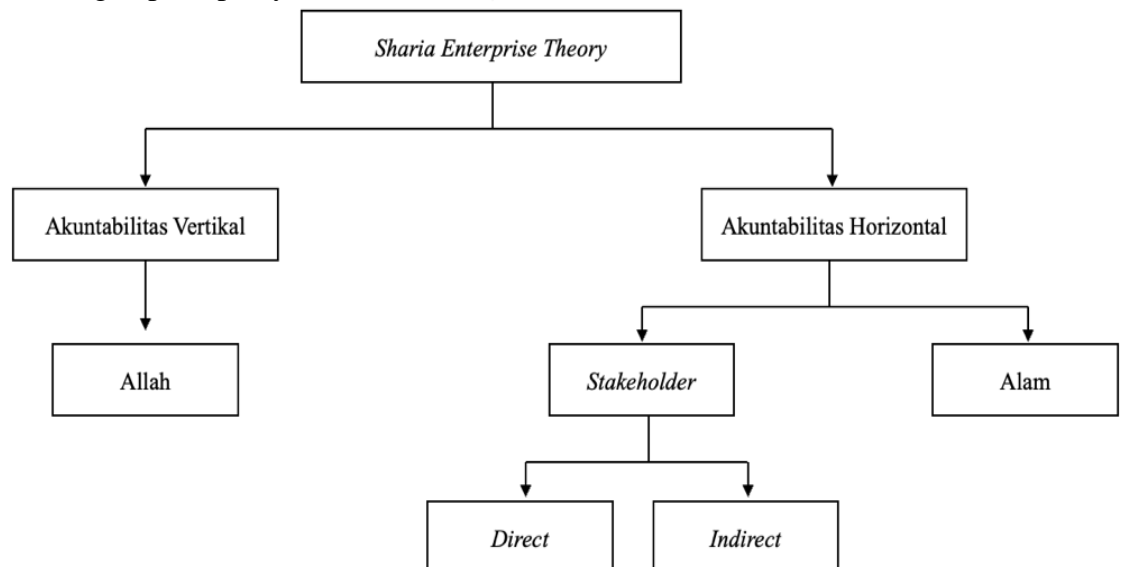 Sharia Enterprise Theory
Akuntabilitas Vertikal
Akuntabilitas Horizontal
Allah
Stakeholder
Alam
Direct
Indirect